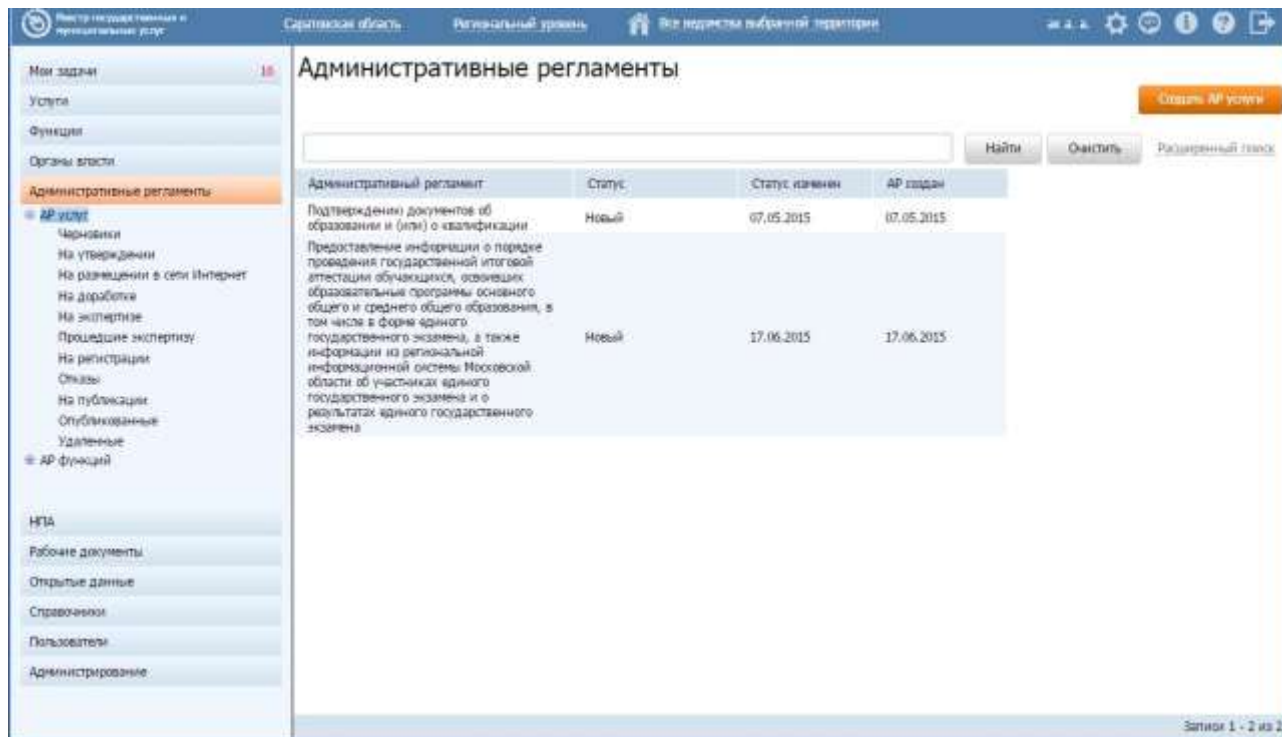 Реестр государственных и
муниципальных услуг
Саратовская область
Региональный уровень
Все ведомства выбранной территории
Мои задачи
Услуги
Функции
Органы власти
Административные регламенты
АР услуг
Черновики
На утверждении
На размещении в сети Интернет
На доработке
На экспертизе
Прошедшие экспертизу
На регистрации
Отказы
На публикации
Опубликованные
Удаленные
АР функций
НПА
Рабочие документы
Открытые данные
Справочники
Пользователи
Администрирование
Административные регламенты
Создать АР услуги
Найти
Очистить
Расширенный поиск
Административный регламент Статус Статус изменен АР создан
Подтверждению документов об
образовании и (или) о квалификации
Новый 07.05.2015 07.05.2015
Предоставление информации о порядке
проведения государственной итоговой
аттестации обучающихся, освоивших
образовательные программы основного
общего и среднего общего образования, в
том числе в форме единого
государственного экзамена, а также
информации из региональной
информационной системы Московской
области об участниках единого
государственного экзамена и о
результатах единого государственного
экзамена
Новый 17.06.2015 17.06.2015
Записи 1 - 2 из 2